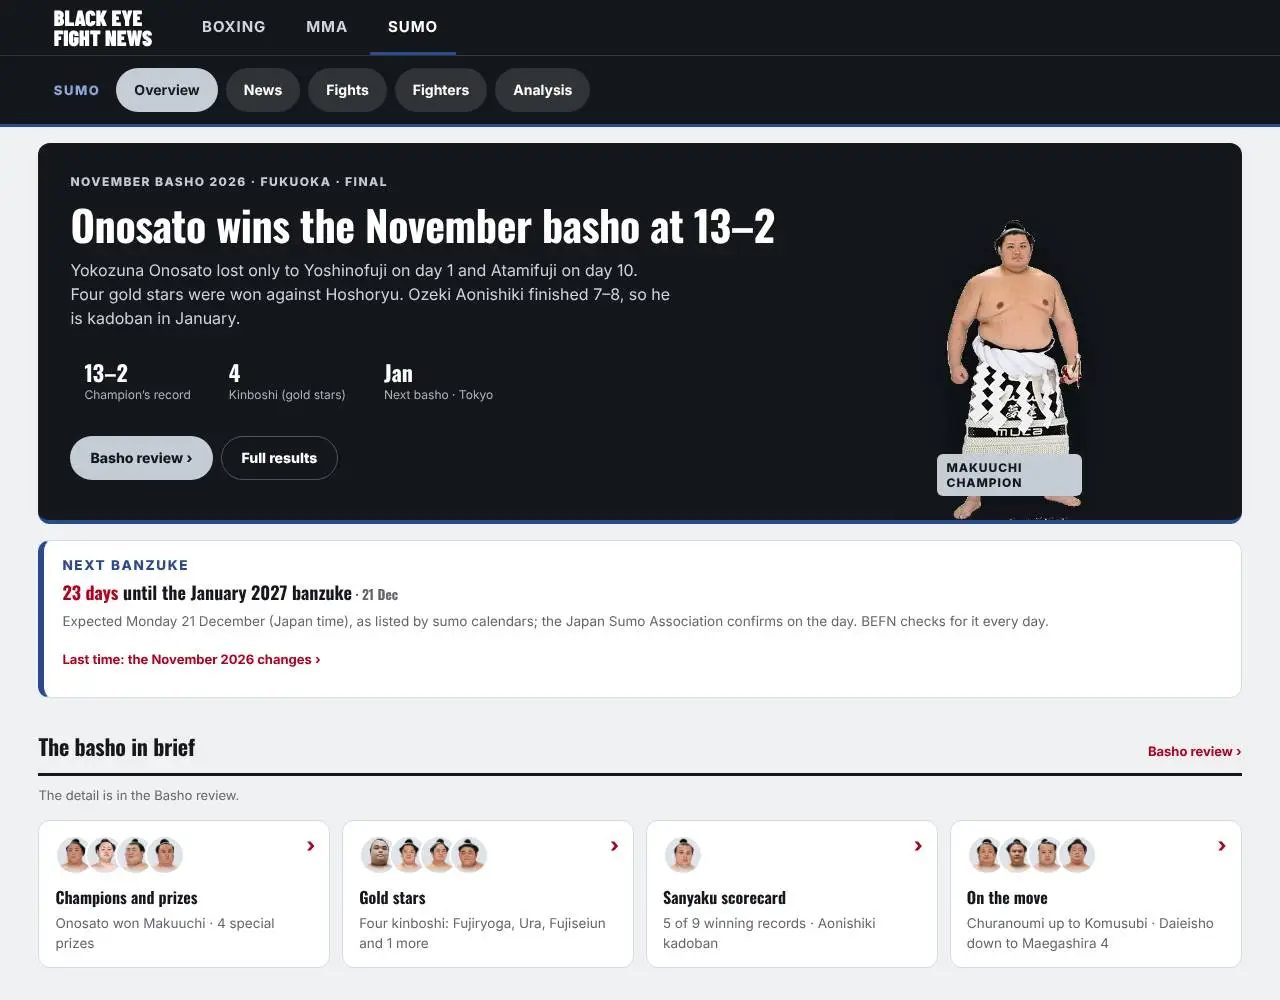 BLACK EYE
FIGHT NEWS
BOXING
MMA
SUMO
SUMO
Overview
News
Fights
Fighters
Analysis
NOVEMBER BASHO 2026 · FUKUOKA · FINAL
Onosato wins the November basho at 13–2
Yokozuna Onosato lost only to Yoshinofuji on day 1 and Atamifuji on day 10.
Four gold stars were won against Hoshoryu. Ozeki Aonishiki finished 7–8, so he
is kadoban in January.
13–2
Champion's record
4
Kinboshi (gold stars)
Jan
Next basho · Tokyo
Basho review ›
Full results
MAKUUCHI
CHAMPION
NEXT BANZUKE
23 days until the January 2027 banzuke · 21 Dec
Expected Monday 21 December (Japan time), as listed by sumo calendars; the Japan Sumo Association confirms on the day. BEFN checks for it every day.
Last time: the November 2026 changes ›
The basho in brief
Basho review ›
The detail is in the Basho review.
Champions and prizes
Onosato won Makuuchi · 4 special
prizes
Gold stars
Four kinboshi: Fujiryoga, Ura, Fujiseiun
and 1 more
Sanyaku scorecard
5 of 9 winning records · Aonishiki
kadoban
On the move
Churanoumi up to Komusubi · Daieisho
down to Maegashira 4